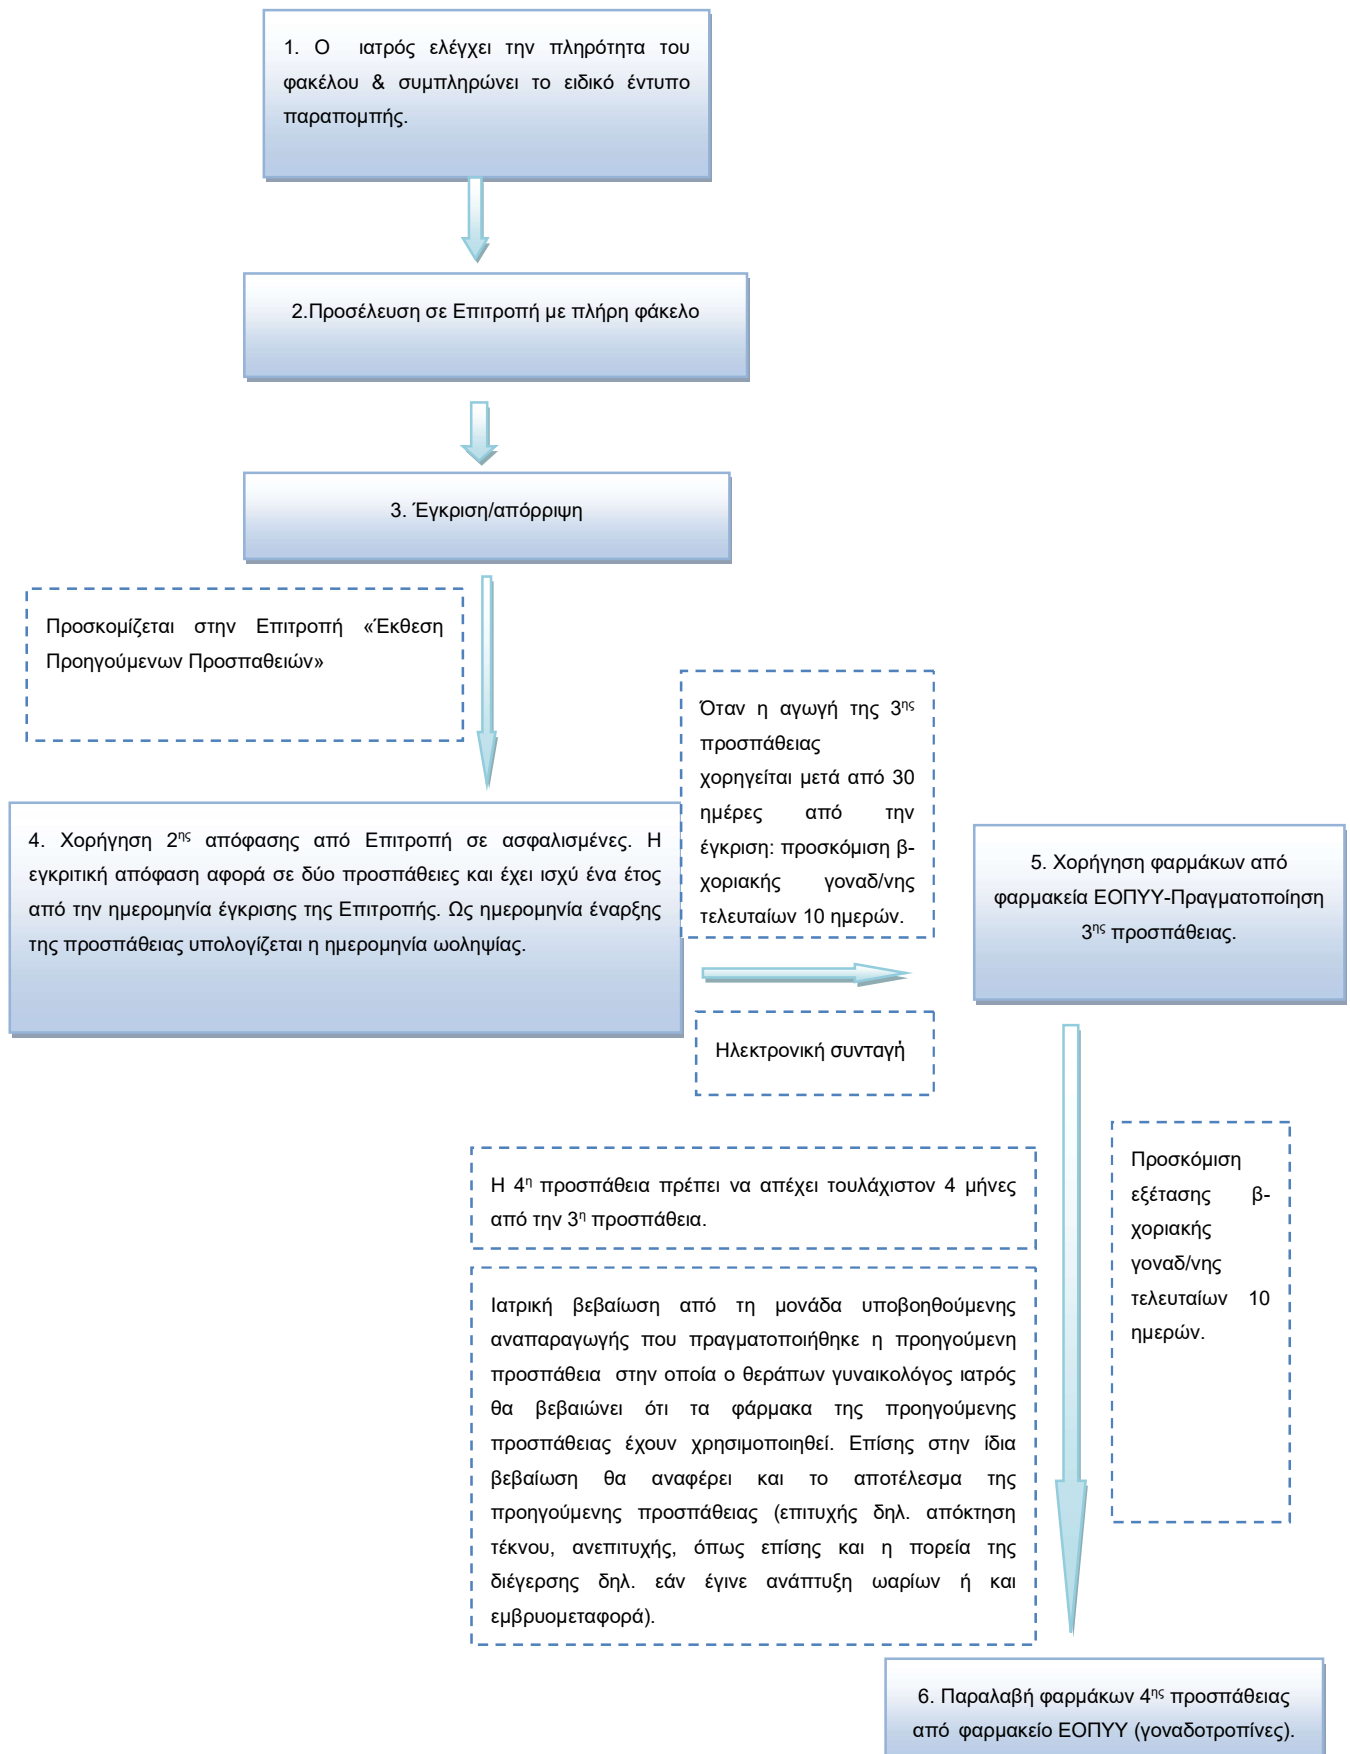 1. Ο ιατρός ελέγχει την πληρότητα του
φακέλου & συμπληρώνει το ειδικό έντυπο
παραπομπής.
2.Προσέλευση σε Επιτροπή με πλήρη φάκελο
3. Έγκριση/απόρριψη
Προσκομίζεται στην Επιτροπή «Έκθεση
Προηγούμενων Προσπαθειών»
Όταν η αγωγή της 3ης
προσπάθειας
χορηγείται μετά από 30
ημέρες από την
έγκριση: προσκόμιση β-
χοριακής γοναδ/νης
τελευταίων 10 ημερών.
4. Χορήγηση 2ης απόφασης από Επιτροπή σε ασφαλισμένες. Η
εγκριτική απόφαση αφορά σε δύο προσπάθειες και έχει ισχύ ένα έτος
από την ημερομηνία έγκρισης της Επιτροπής. Ως ημερομηνία έναρξης
της προσπάθειας υπολογίζεται η ημερομηνία ωοληψίας.
5. Χορήγηση φαρμάκων από
φαρμακεία ΕΟΠΥΥ-Πραγματοποίηση
3ης προσπάθειας.
Ηλεκτρονική συνταγή
Η 4η προσπάθεια πρέπει να απέχει τουλάχιστον 4 μήνες
από την 3η προσπάθεια.
Προσκόμιση
εξέτασης β-
χοριακής
γοναδ/νης
τελευταίων 10
ημερών.
Ιατρική βεβαίωση από τη μονάδα υποβοηθούμενης
αναπαραγωγής που πραγματοποιήθηκε η προηγούμενη
προσπάθεια στην οποία ο θεράπων γυναικολόγος ιατρός
θα βεβαιώνει ότι τα φάρμακα της προηγούμενης
προσπάθειας έχουν χρησιμοποιηθεί. Επίσης στην ίδια
βεβαίωση θα αναφέρει και το αποτέλεσμα της
προηγούμενης προσπάθειας (επιτυχής δηλ. απόκτηση
τέκνου, ανεπιτυχής, όπως επίσης και η πορεία της
διέγερσης δηλ. εάν έγινε ανάπτυξη ωαρίων ή και
εμβρυομεταφορά).
6. Παραλαβή φαρμάκων 4ης προσπάθειας
από φαρμακείο ΕΟΠΥΥ (γοναδοτροπίνες).